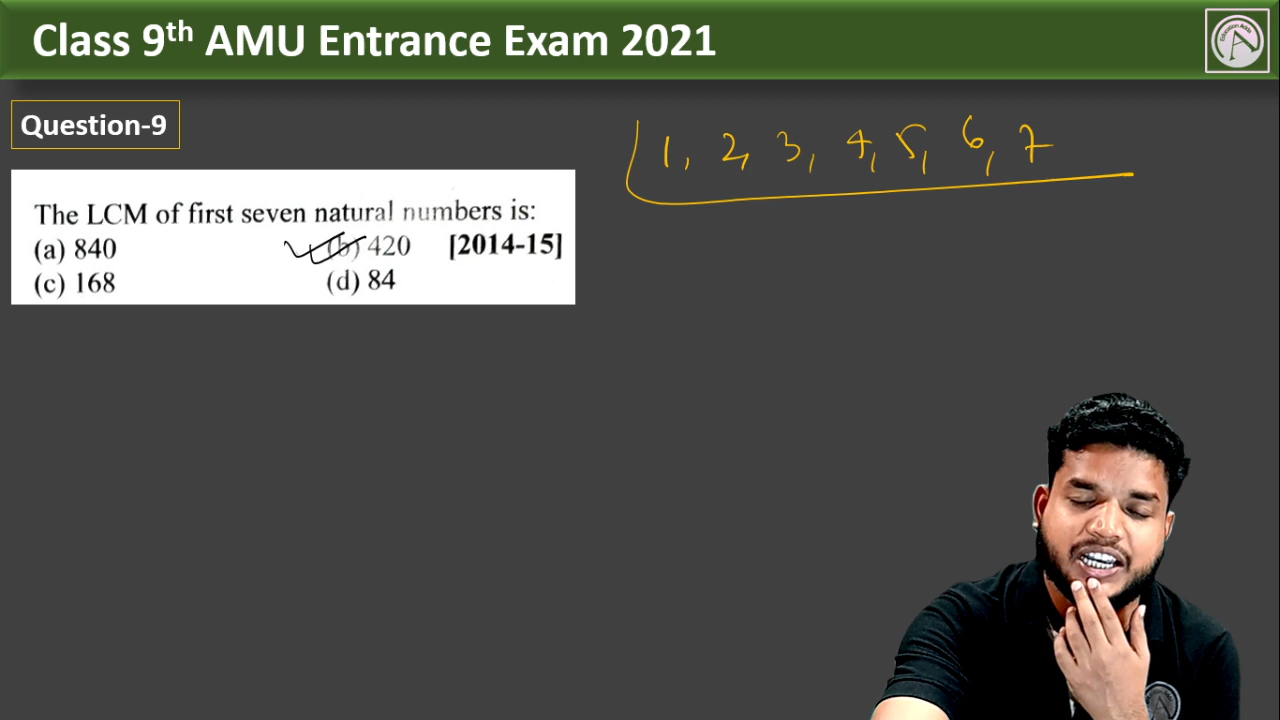 Class 9th AMU Entrance Exam 2021
Question-9
1, 2, 3, 4, 5, 6, 7
The LCM of first seven natural numbers is:
(a) 840 (b) 420 [2014-15]
(c) 168 (d) 84